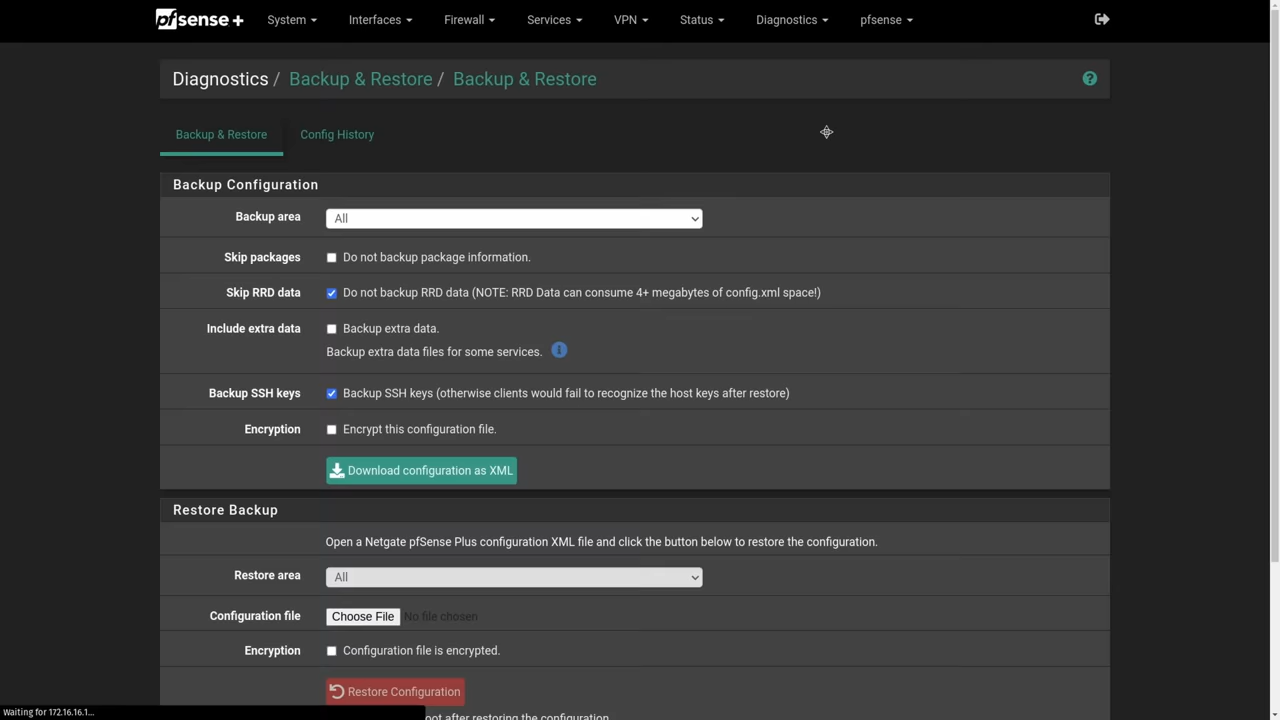 pfsense +
System
Interfaces
Firewall
Services
VPN
Status
Diagnostics
pfsense
Diagnostics / Backup & Restore / Backup & Restore
Backup & Restore
Config History
Backup Configuration
Backup area
All
Skip packages
Do not backup package information.
Skip RRD data
Do not backup RRD data (NOTE: RRD Data can consume 4+ megabytes of config.xml space!)
Include extra data
Backup extra data.
Backup extra data files for some services.
Backup SSH keys
Backup SSH keys (otherwise clients would fail to recognize the host keys after restore)
Encryption
Encrypt this configuration file.
Download configuration as XML
Restore Backup
Open a Netgate pfSense Plus configuration XML file and click the button below to restore the configuration.
Restore area
All
Configuration file
Choose File No file chosen
Encryption
Configuration file is encrypted.
Restore Configuration
after restoring the configuration.
Waiting for 172.16.16.1...